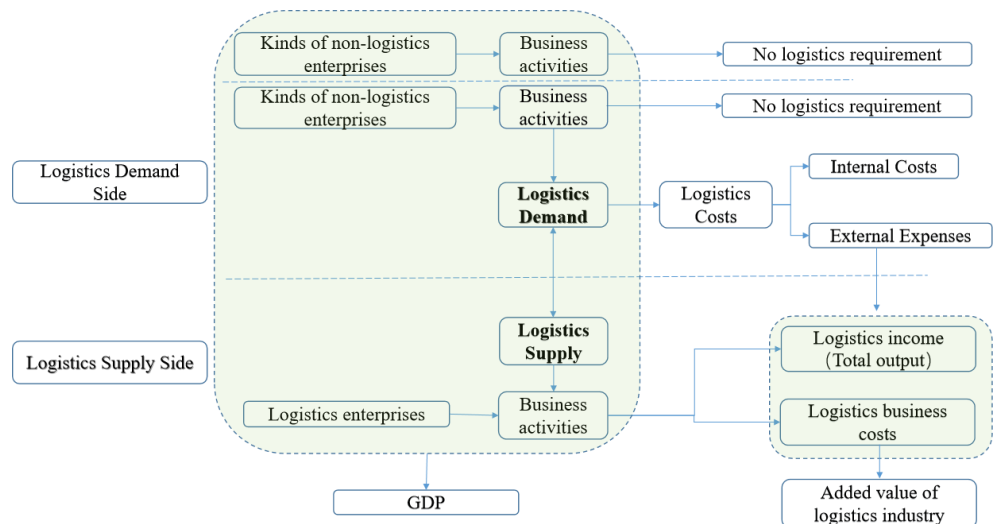 Kinds of non-logistics
enterprises
Business
activities
No logistics requirement
Kinds of non-logistics
enterprises
Business
activities
No logistics requirement
Logistics Demand
Side
Logistics
Demand
Logistics
Costs
Internal Costs
External Expenses
Logistics Supply Side
Logistics
Supply
Logistics income
(Total output)
Logistics enterprises
Business
activities
Logistics business
costs
GDP
Added value of
logistics industry